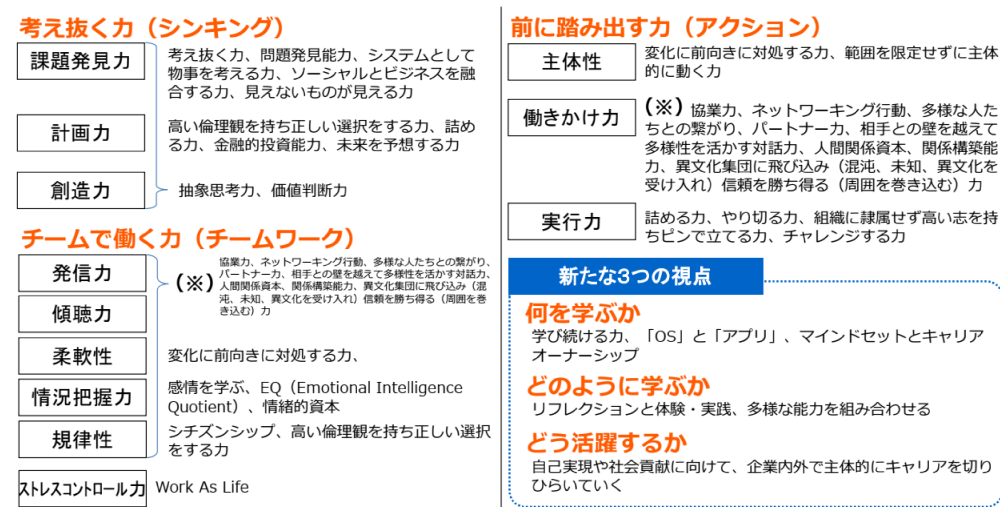 考え抜く力（シンキング）
課題発見力
考え抜く力、問題発見能力、システムとして
物事を考える力、ソーシャルとビジネスを融
合する力、見えないものが見える力
計画力
高い倫理観を持ち正しい選択をする力、詰め
る力、金融的投資能力、未来を予想する力
創造力
抽象思考力、価値判断力
チームで働く力（チームワーク）
発信力
傾聴力
（※）
協業力、ネットワーキング行動、多様な人たちとの繋がり、
パートナー力、相手との壁を越えて多様性を活かす対話力、
人間関係資本、関係構築能力、異文化集団に飛び込み（混
沌、未知、異文化を受け入れ）信頼を勝ち得る（周囲を巻
き込む）力
柔軟性
変化に前向きに対処する力、
情況把握力
感情を学ぶ、EQ（Emotional Intelligence
Quotient）、情緒的資本
規律性
シチズンシップ、高い倫理観を持ち正しい選択
をする力
ストレスコントロール力
Work As Life
前に踏み出す力（アクション）
主体性
変化に前向きに対処する力、範囲を限定せずに主体
的に動く力
働きかけ力
（※）協業力、ネットワーキング行動、多様な人た
ちとの繋がり、パートナー力、相手との壁を越えて
多様性を活かす対話力、人間関係資本、関係構築能
力、異文化集団に飛び込み（混沌、未知、異文化を
受け入れ）信頼を勝ち得る（周囲を巻き込む）力
実行力
詰める力、やり切る力、組織に隷属せず高い志を持
ちピンで立てる力、チャレンジする力
新たな3つの視点
何を学ぶか
学び続ける力、「OS」と「アプリ」、マインドセットとキャリア
オーナーシップ
どのように学ぶか
リフレクションと体験・実践、多様な能力を組み合わせる
どう活躍するか
自己実現や社会貢献に向けて、企業内外で主体的にキャリアを切り
ひらいていく